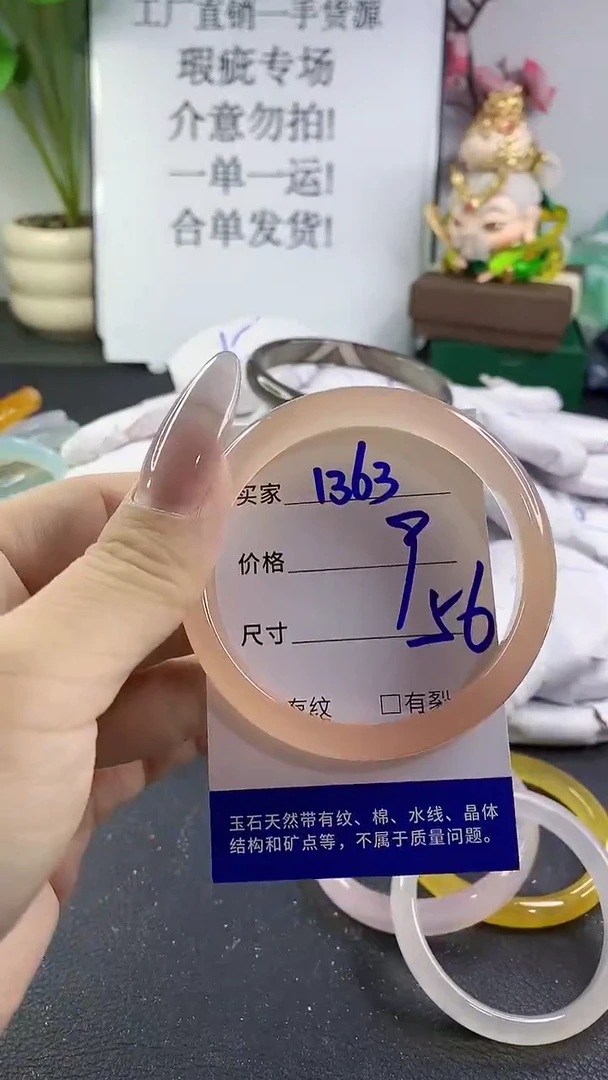 工厂直销一手货源
瑕疵专场
介意勿拍!
一单一运!
合单发货!
买家 1363
价格
尺寸 56
有纹 □有裂
玉石天然带有纹、棉、水线、晶体
结构和矿点等，不属于质量问题。